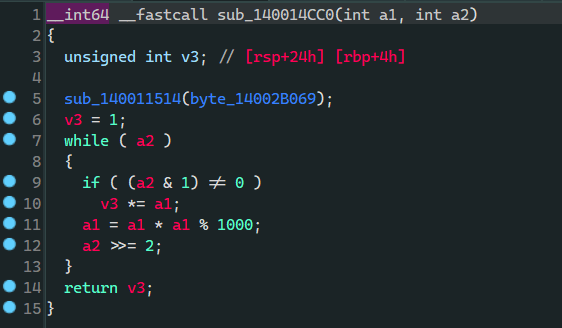 1 __int64 __fastcall sub_140014CC0(int a1, int a2)
2 {
3 unsigned int v3; // [rsp+24h] [rbp+4h]
4
5 sub_140011514(byte_14002B069);
6 v3 = 1;
7 while ( a2 )
8 {
9 if ( (a2 & 1) ≠ 0 )
10 v3 *= a1;
11 a1 = a1 * a1 % 1000;
12 a2 >>= 2;
13 }
14 return v3;
15 }